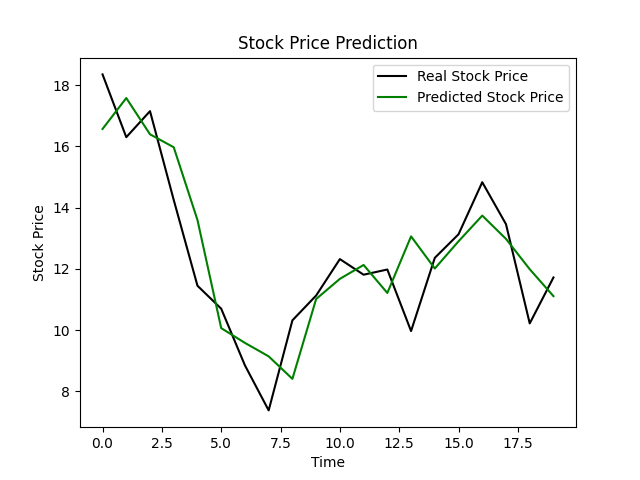 Stock Price Prediction
Real Stock Price
Predicted Stock Price
Stock Price
18
16
14
12
10
8
0.0 2.5 5.0 7.5 10.0 12.5 15.0 17.5
Time